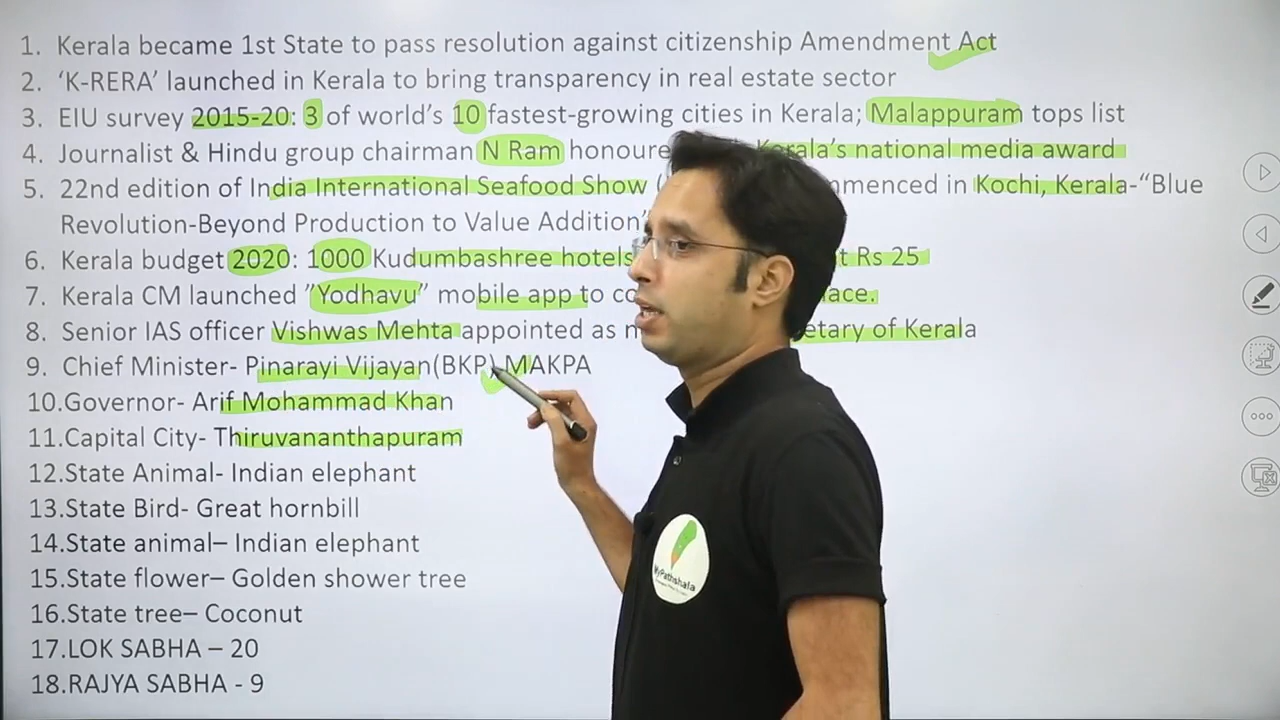 1. Kerala became 1st State to pass resolution against citizenship Amendment Act
2. ‘K-RERA’ launched in Kerala to bring transparency in real estate sector
3. EIU survey 2015-20: 3 of world’s 10 fastest-growing cities in Kerala; Malappuram tops list
4. Journalist & Hindu group chairman N Ram Kerala’s national media award
5. 22nd edition of India International Seafood Show ( in Kochi, Kerala-“Blue
Revolution-Beyond Production to Value Addition”
6. Kerala budget 2020: 1000 Kudumbashree hotels Rs 25
7. Kerala CM launched ”Yodhavu” mobile app to
8. Senior IAS officer Vishwas Mehta appointed as of Kerala
9. Chief Minister- Pinarayi Vijayan(BKP) MAKPA
10.Governor- Arif Mohammad Khan
11.Capital City- Thiruvananthapuram
12.State Animal- Indian elephant
13.State Bird- Great hornbill
14.State animal– Indian elephant
15.State flower– Golden shower tree
16.State tree– Coconut
17.LOK SABHA – 20
18.RAJYA SABHA - 9
MyPathshala